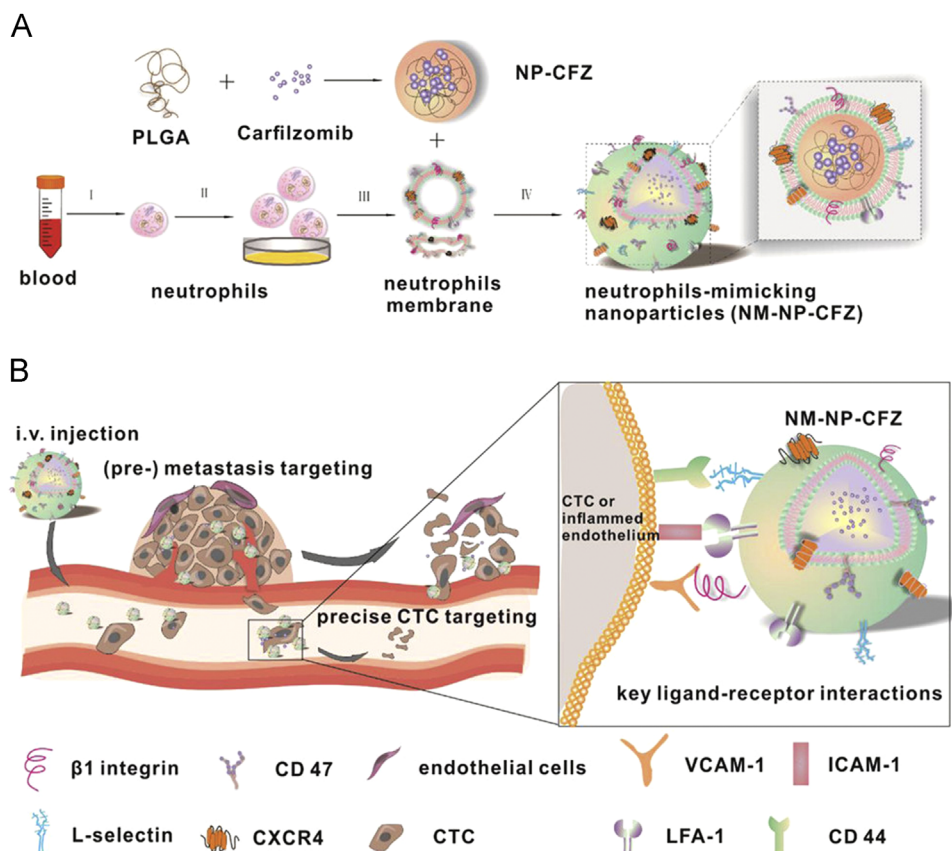 A
PLGA
+
Carfilzomib
NP-CFZ
+
I
II
III
IV
blood
neutrophils
neutrophils
membrane
neutrophils-mimicking
nanoparticles (NM-NP-CFZ)
B
i.v. injection
(pre-) metastasis targeting
precise CTC targeting
NM-NP-CFZ
CTC or
inflammed
endothelium
key ligand-receptor interactions
β1 integrin
CD 47
endothelial cells
VCAM-1
ICAM-1
L-selectin
CXCR4
CTC
LFA-1
CD 44